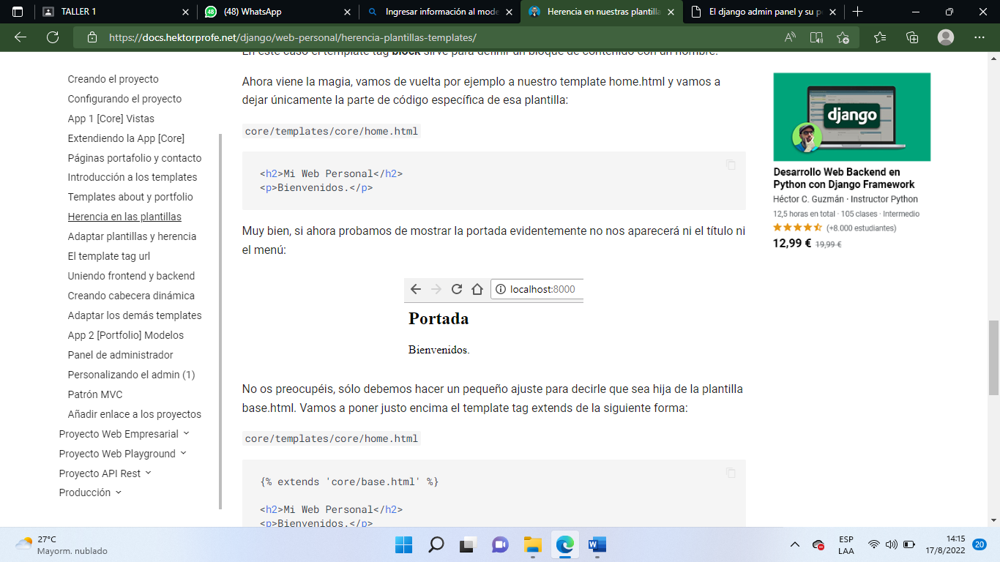 TALLER 1
(48) WhatsApp
Ingresar información al mode
Herencia en nuestras plantilla
El django admin panel y su p
https://docs.hektorprofe.net/django/web-personal/herencia-plantillas-templates/
Creando el proyecto
Configurando el proyecto
App 1 [Core] Vistas
Extendiendo la App [Core]
Páginas portafolio y contacto
Introducción a los templates
Templates about y portfolio
Herencia en las plantillas
Adaptar plantillas y herencia
El template tag url
Uniendo frontend y backend
Creando cabecera dinámica
Adaptar los demás templates
App 2 [Portfolio] Modelos
Panel de administrador
Personalizando el admin (1)
Patrón MVC
Añadir enlace a los proyectos
Proyecto Web Empresarial
Proyecto Web Playground
Proyecto API Rest
Producción
En este caso el template tag block sirve para definir un bloque de contenido con un nombre.
Ahora viene la magia, vamos de vuelta por ejemplo a nuestro template home.html y vamos a
dejar únicamente la parte de código específica de esa plantilla:
core/templates/core/home.html
<h2>Mi Web Personal</h2>
<p>Bienvenidos.</p>
Muy bien, si ahora probamos de mostrar la portada evidentemente no nos aparecerá ni el título ni
el menú:
localhost:8000
Portada
Bienvenidos.
No os preocupéis, sólo debemos hacer un pequeño ajuste para decirle que sea hija de la plantilla
base.html. Vamos a poner justo encima el template tag extends de la siguiente forma:
core/templates/core/home.html
{% extends 'core/base.html' %}
<h2>Mi Web Personal</h2>
<p>Bienvenidos.</p>
django
Desarrollo Web Backend en
Python con Django Framework
Héctor C. Guzmán · Instructor Python
12,5 horas en total · 105 clases · Intermedio
(+8.000 estudiantes)
12,99 € 19,99 €
27°C
Mayorm. nublado
ESP
LAA
14:15
17/8/2022
20